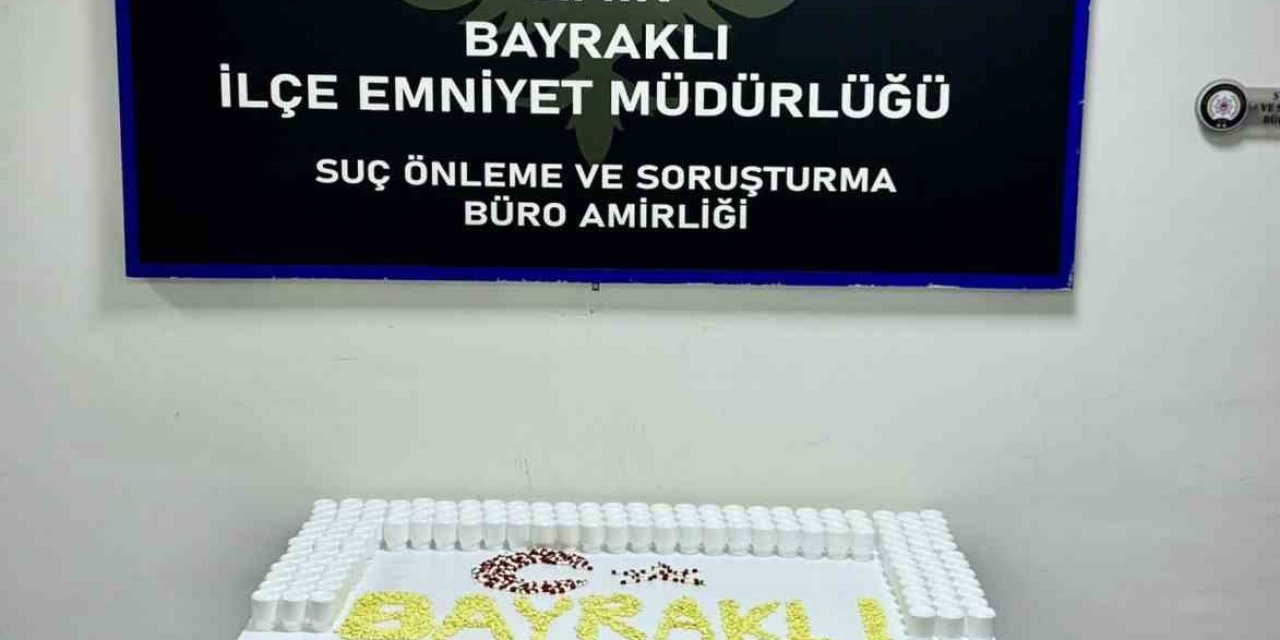 BAYRAKLI
İLÇE EMNİYET MÜDÜRLÜĞÜ
SUÇ ÖNLEME VE SORUŞTURMA
BÜRO AMİRLİĞİ
BAYRAKLI